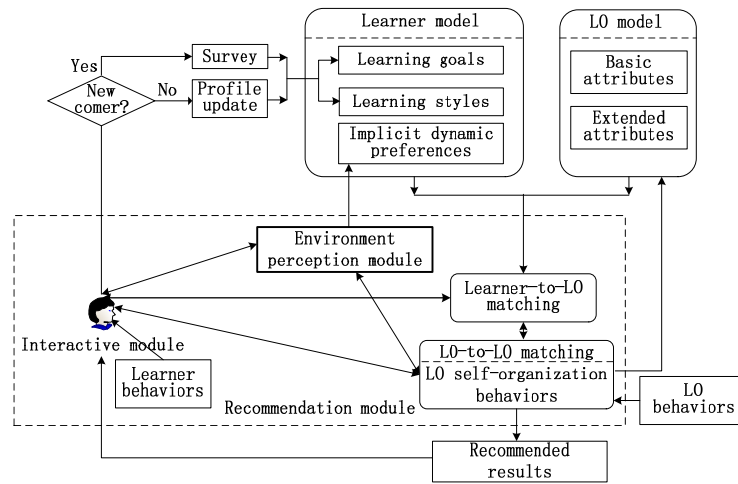 Learner model
LO model
Yes
Survey
Learning goals
Basic
attributes
New
comer?
No
Profile
update
Learning styles
Extended
attributes
Implicit dynamic
preferences
Environment
perception module
Learner-to-LO
matching
Interactive module
LO-to-LO matching
LO self-organization
behaviors
Learner
behaviors
LO
behaviors
Recommendation module
Recommended
results